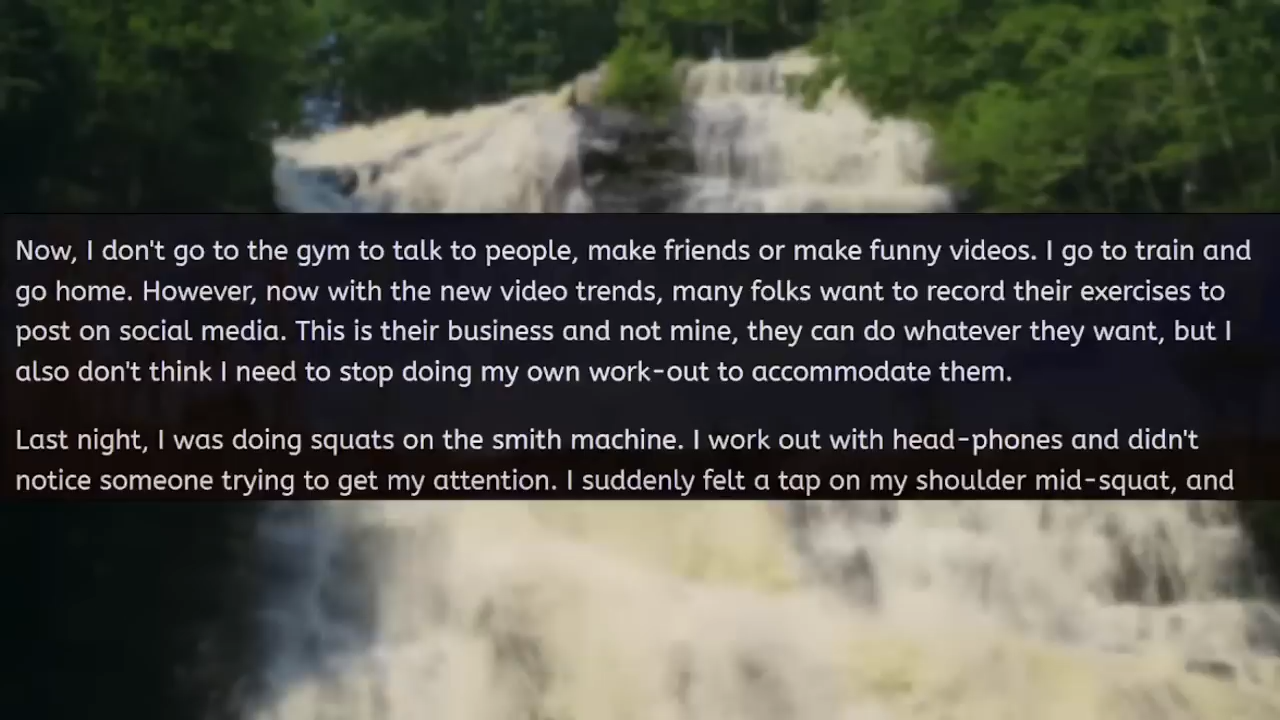 Now, I don't go to the gym to talk to people, make friends or make funny videos. I go to train and
go home. However, now with the new video trends, many folks want to record their exercises to
post on social media. This is their business and not mine, they can do whatever they want, but I
also don't think I need to stop doing my own work-out to accommodate them.
Last night, I was doing squats on the smith machine. I work out with head-phones and didn't
notice someone trying to get my attention. I suddenly felt a tap on my shoulder mid-squat, and